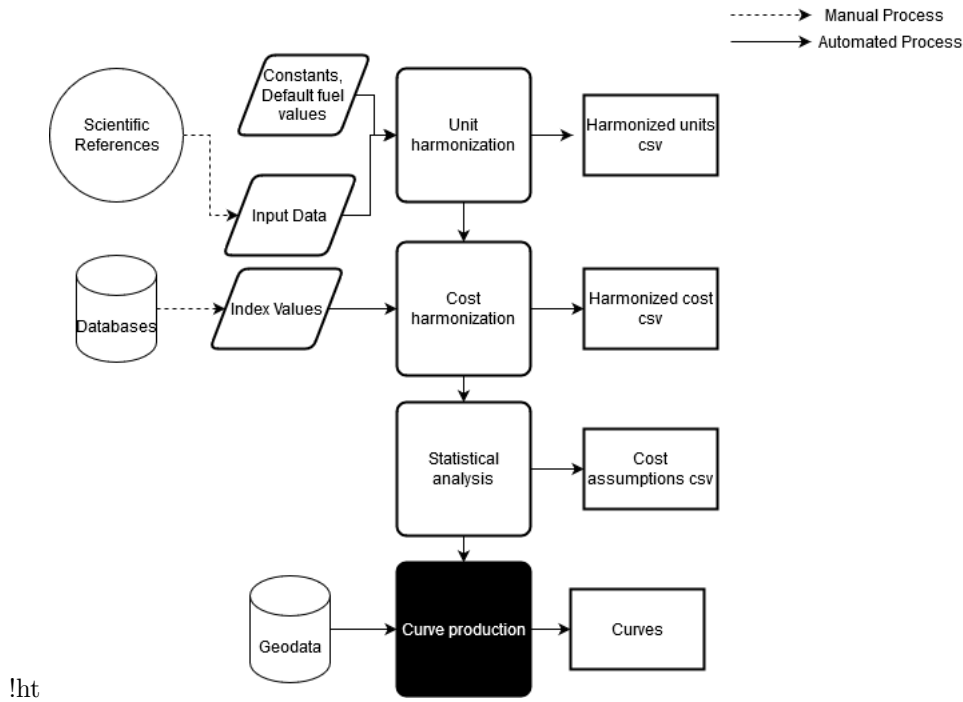 Manual Process
Automated Process
Scientific
References
Constants,
Default fuel
values
Input Data
Unit
harmonization
Harmonized units
csv
Databases
Index Values
Cost
harmonization
Harmonized cost
csv
Statistical
analysis
Cost
assumptions csv
Geodata
Curve production
Curves
!ht